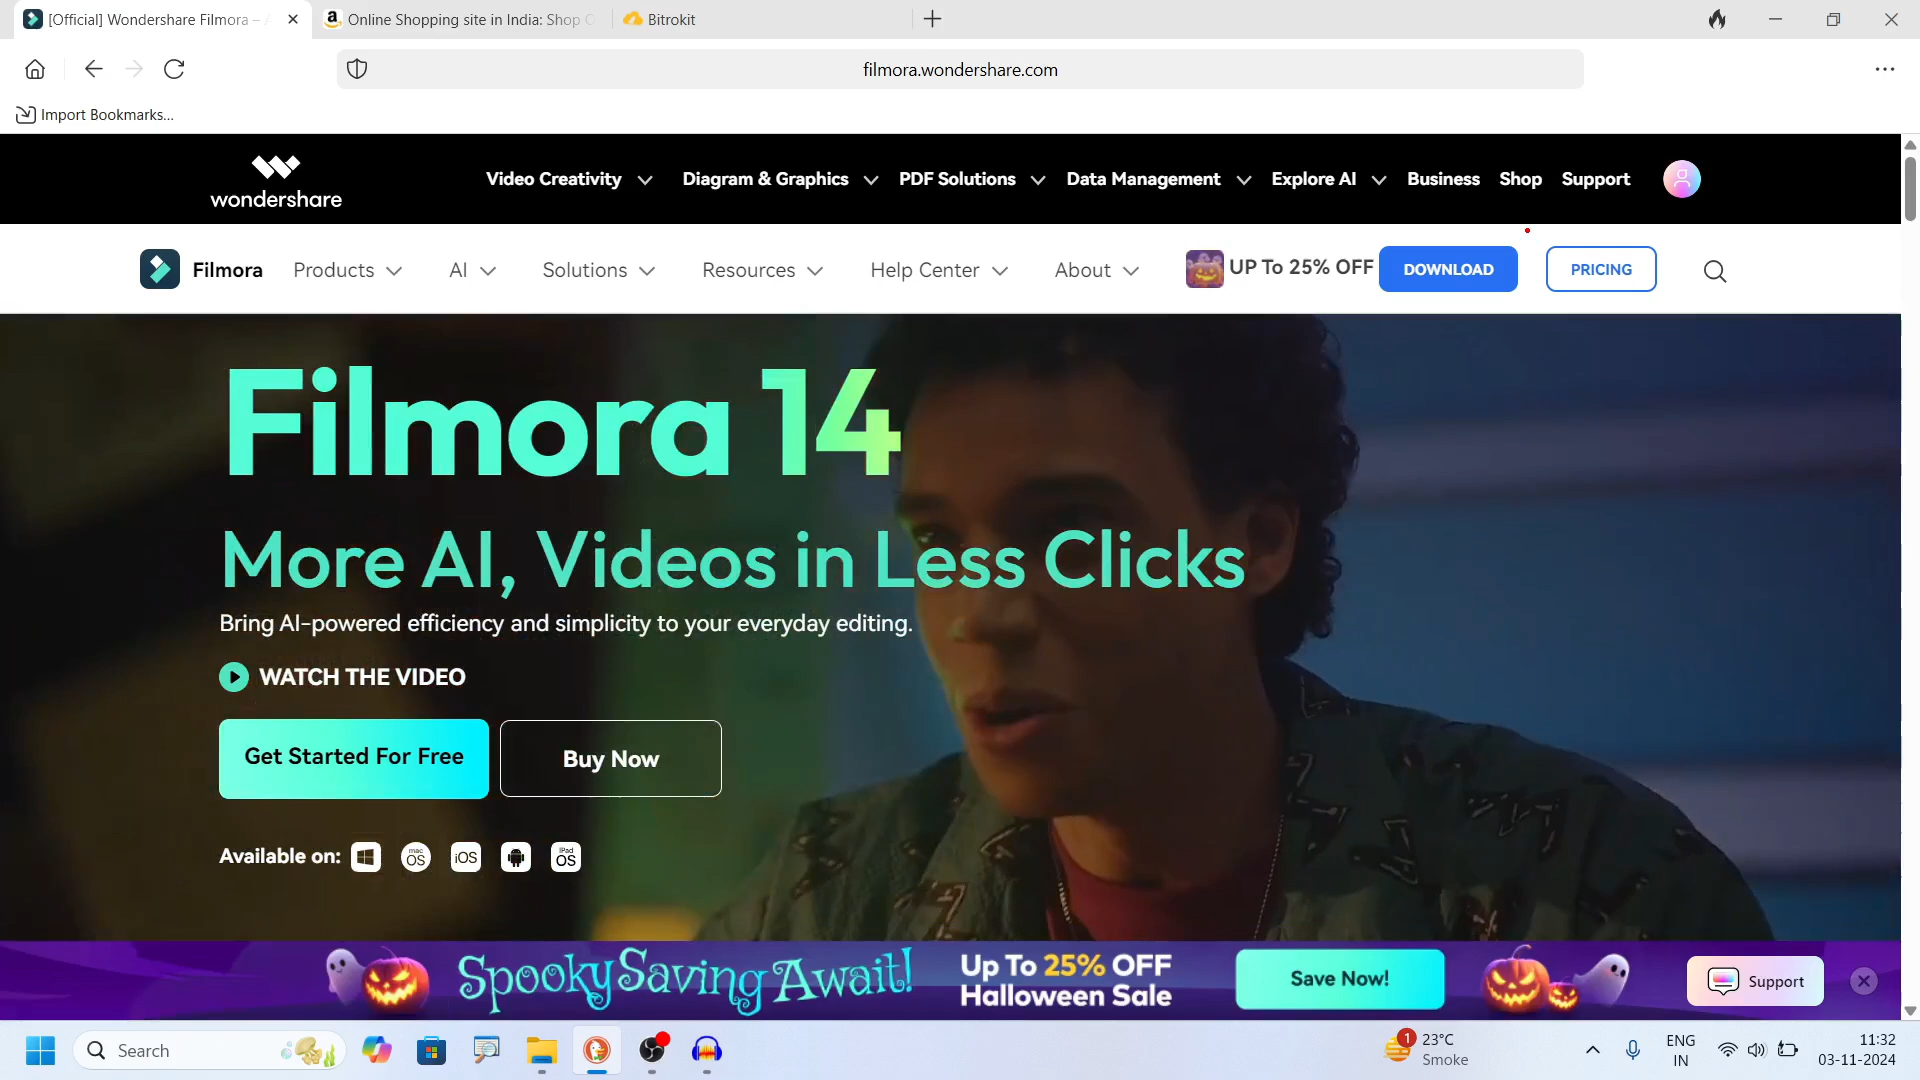 [Official] Wondershare Filmora –
Online Shopping site in India: Shop
Bitrokit
filmora.wondershare.com
Import Bookmarks...
wondershare
Video Creativity
Diagram & Graphics
PDF Solutions
Data Management
Explore AI
Business
Shop
Support
Filmora
Products
AI
Solutions
Resources
Help Center
About
UP To 25% OFF
DOWNLOAD
PRICING
Filmora 14
More AI, Videos in Less Clicks
Bring AI-powered efficiency and simplicity to your everyday editing.
WATCH THE VIDEO
Get Started For Free
Buy Now
Available on:
mac OS
iOS
iPad OS
Spooky Saving Await!
Up To 25% OFF
Halloween Sale
Save Now!
Support
Search
1
23°C
Smoke
ENG
IN
11:32
03-11-2024